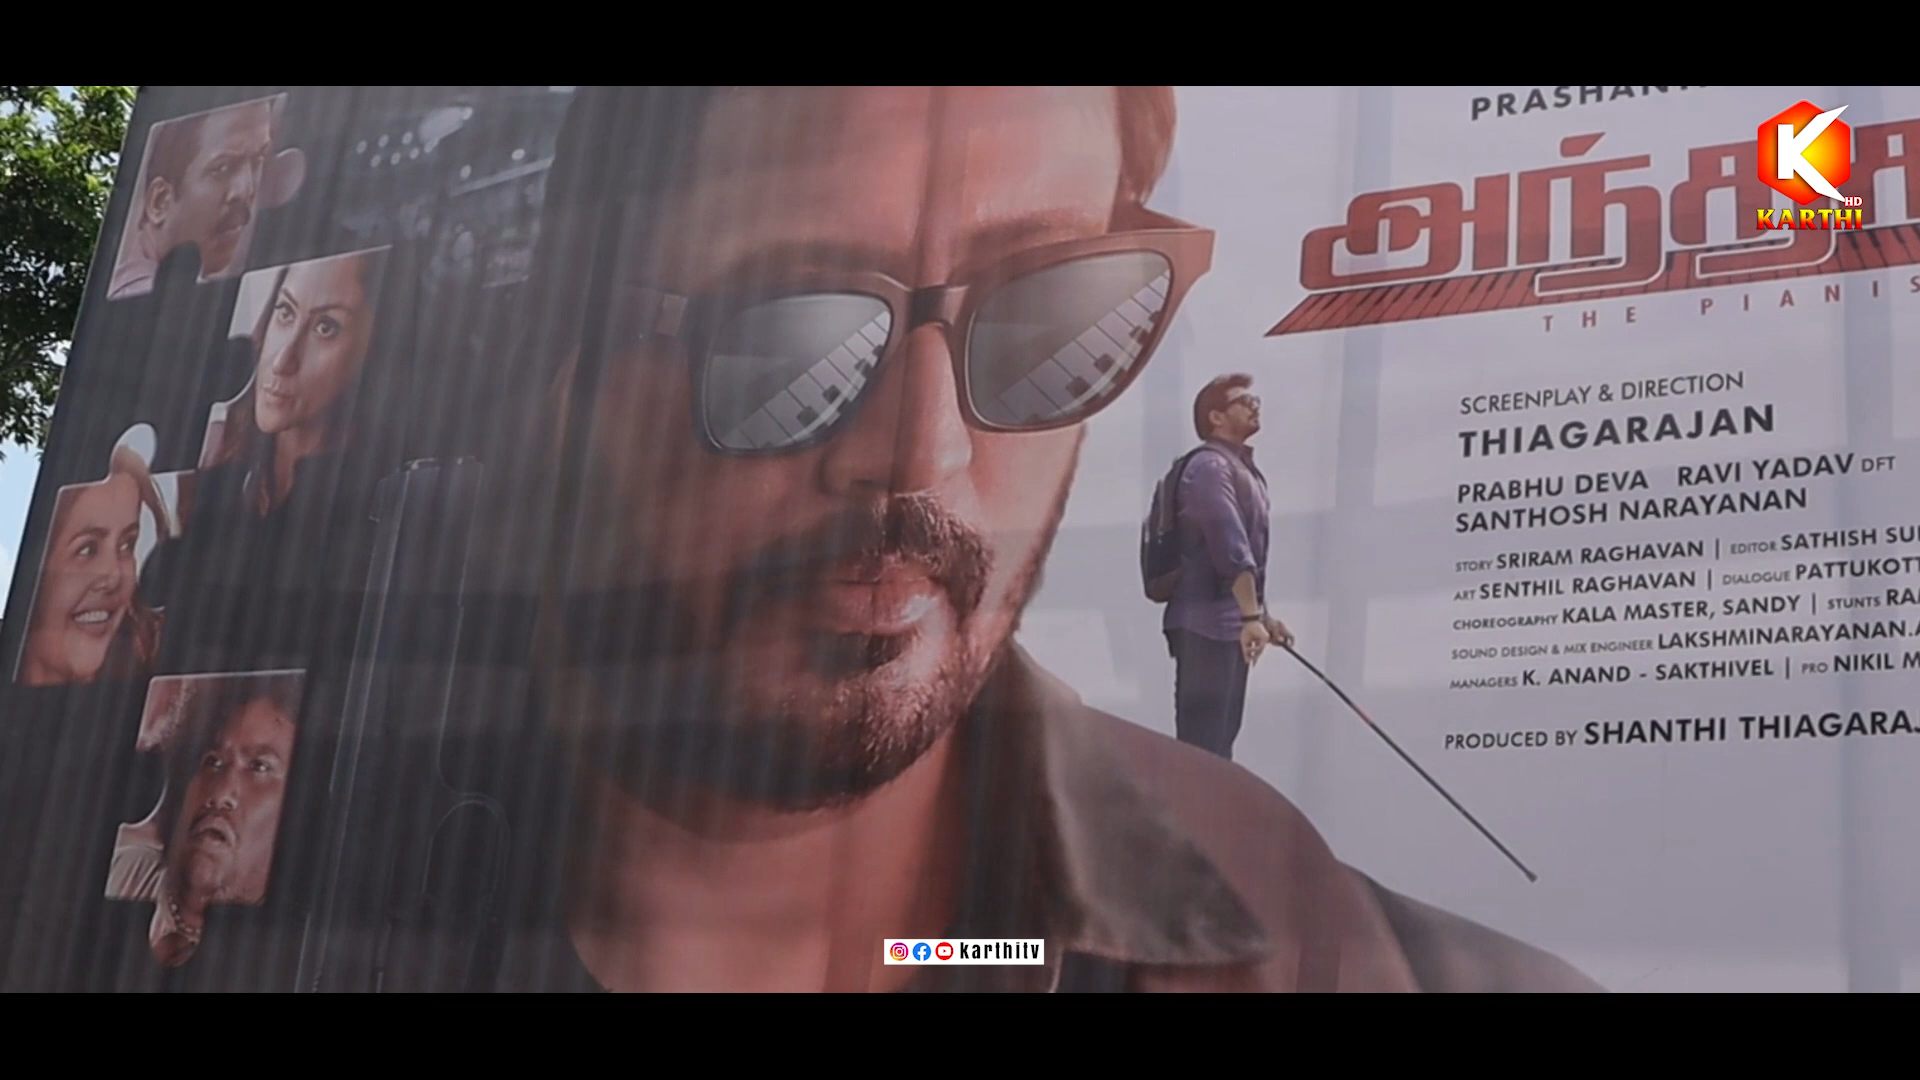 PRASHAN
K
HD
KARTHI
அந்தக
THE PIANIS
SCREENPLAY & DIRECTION
THIAGARAJAN
PRABHU DEVA RAVI YADAV DFT
SANTHOSH NARAYANAN
STORY SRIRAM RAGHAVAN | EDITOR SATHISH SU
ART SENTHIL RAGHAVAN | DIALOGUE PATTUKOTT
CHOREOGRAPHY KALA MASTER, SANDY | STUNTS RAM
SOUND DESIGN & MIX ENGINEER LAKSHMINARAYANAN.A
MANAGERS K. ANAND - SAKTHIVEL | PRO NIKIL M
PRODUCED BY SHANTHI THIAGARAJ
karthitv